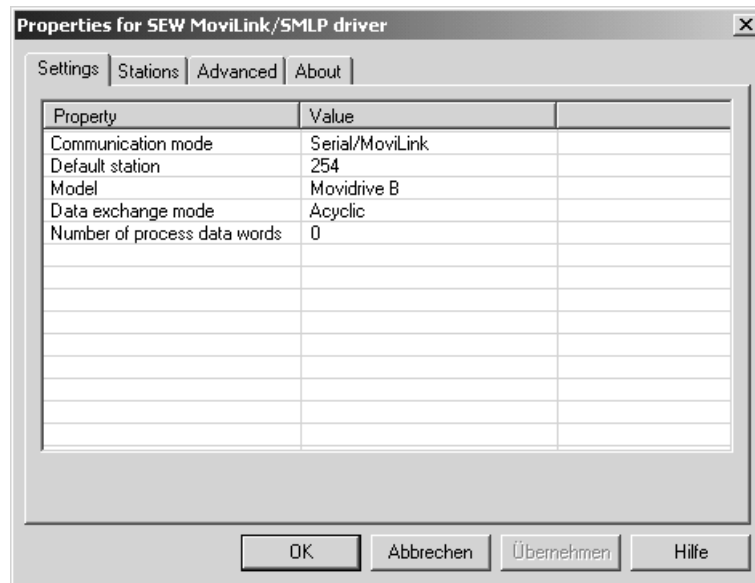 Properties for SEW MoviLink/SMLP driver
Settings Stations Advanced About
Property Value
Communication mode Serial/MoviLink
Default station 254
Model Movidrive B
Data exchange mode Acyclic
Number of process data words 0
OK Abbrechen Übernehmen Hilfe